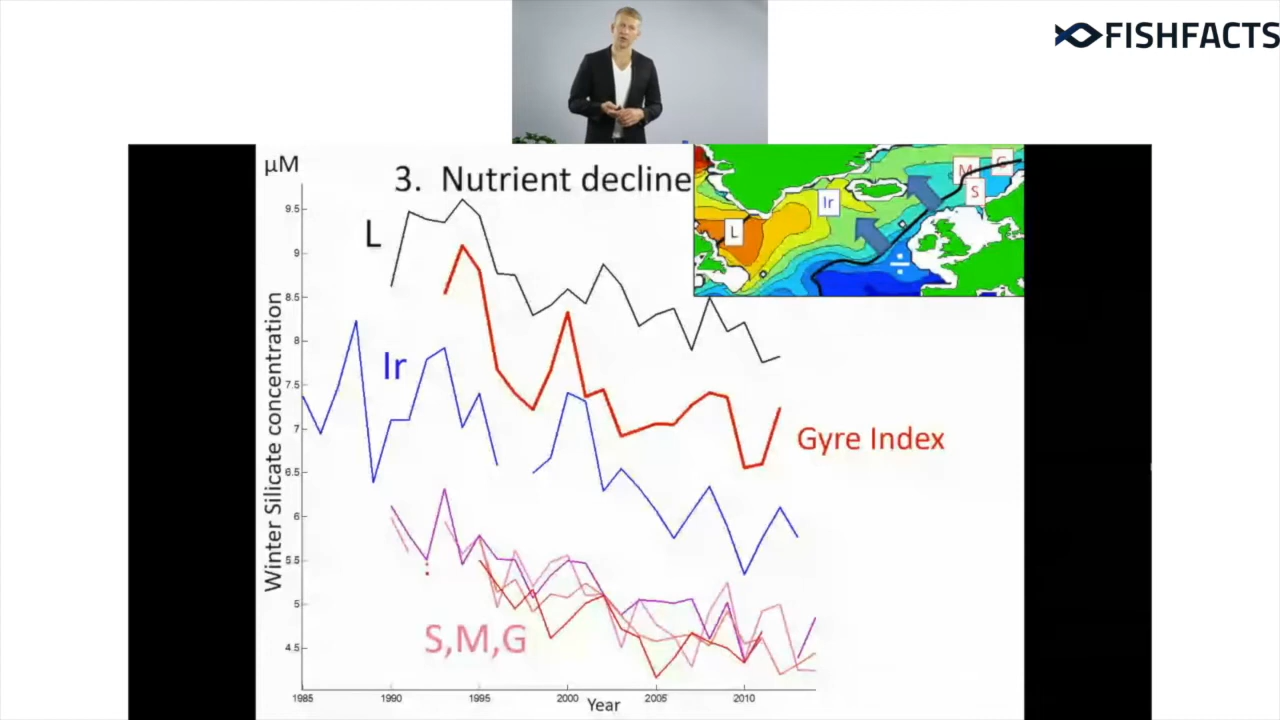 FISHFACTS
µM
3. Nutrient decline
L
Ir
Gyre Index
S,M,G
Winter Silicate concentration
9.5
9
8.5
8
7.5
7
6.5
6
5.5
5
4.5
1985 1990 1995 2000 2005 2010
Year
M G
S
Ir
L